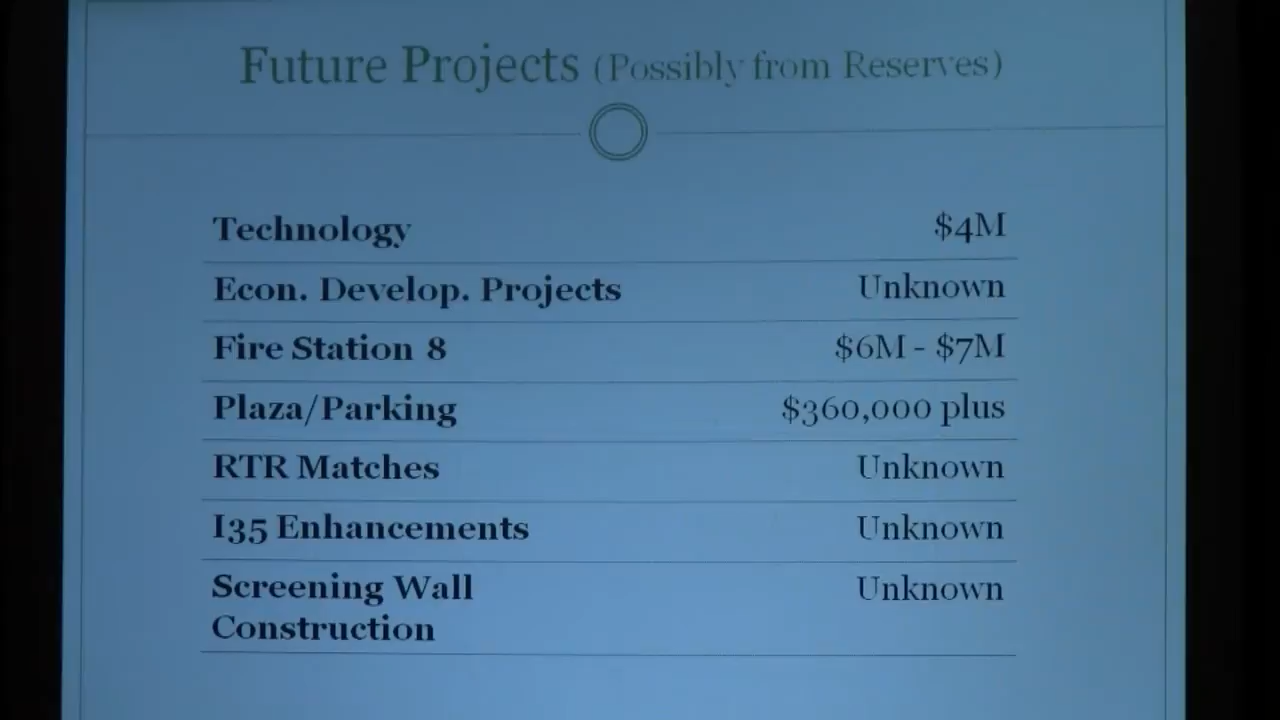 Future Projects (Possibly from Reserves)
Technology $4M
Econ. Develop. Projects Unknown
Fire Station 8 $6M - $7M
Plaza/Parking $360,000 plus
RTR Matches Unknown
I35 Enhancements Unknown
Screening Wall Unknown
Construction